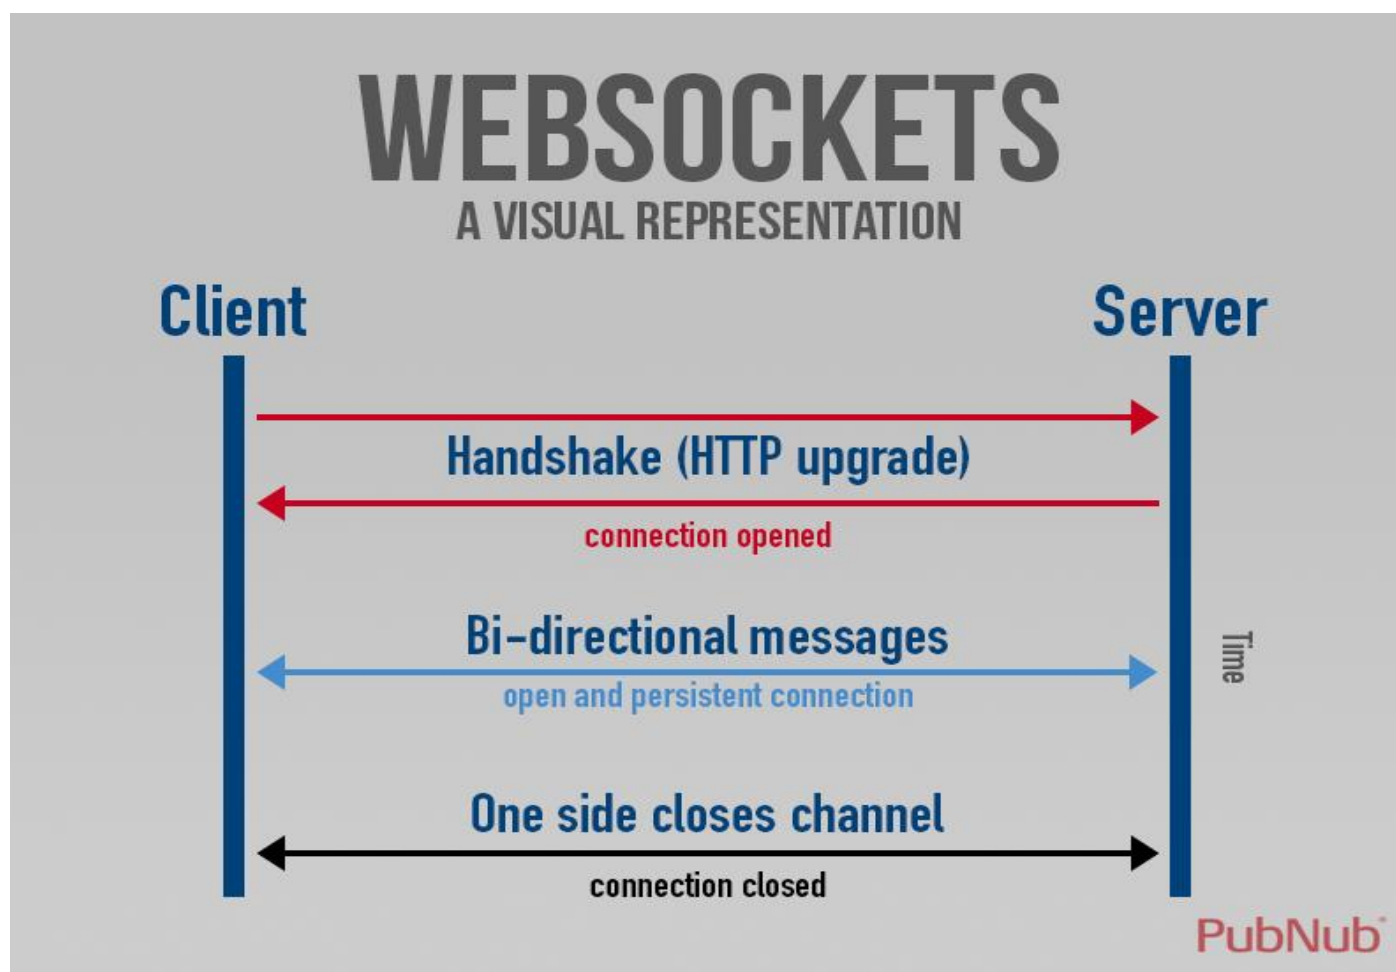 WEBSOCKETS
A VISUAL REPRESENTATION
Client
Server
Handshake (HTTP upgrade)
connection opened
Bi-directional messages
open and persistent connection
Time
One side closes channel
connection closed
PubNub